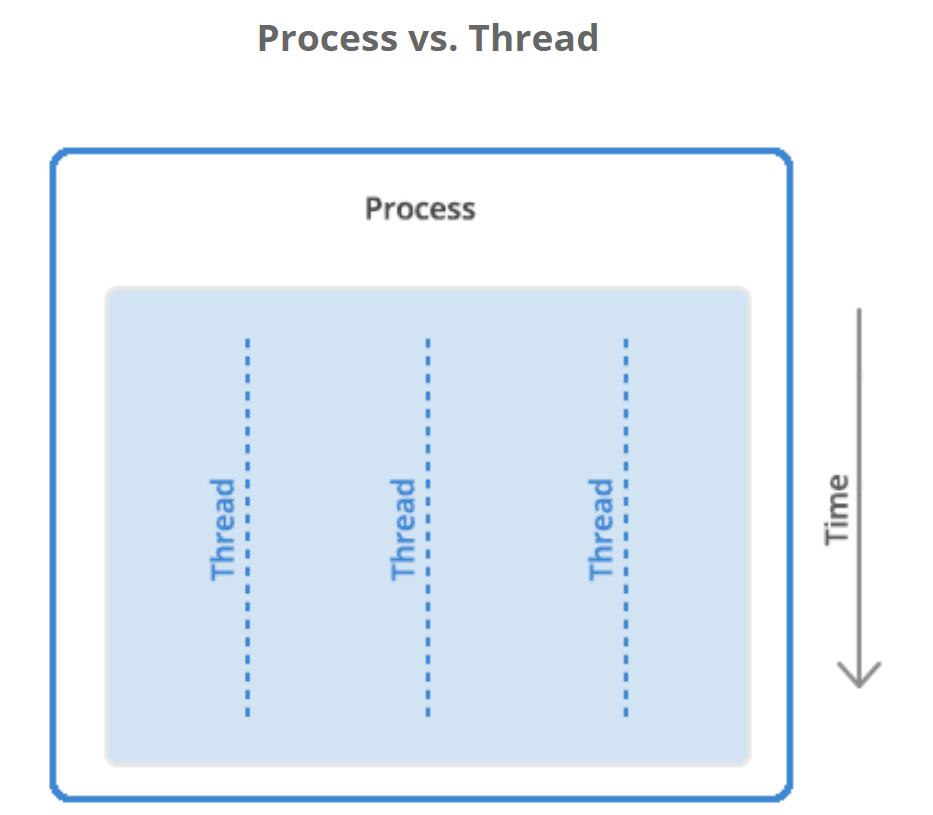 Process vs. Thread
Process
Thread
Thread
Thread
Time